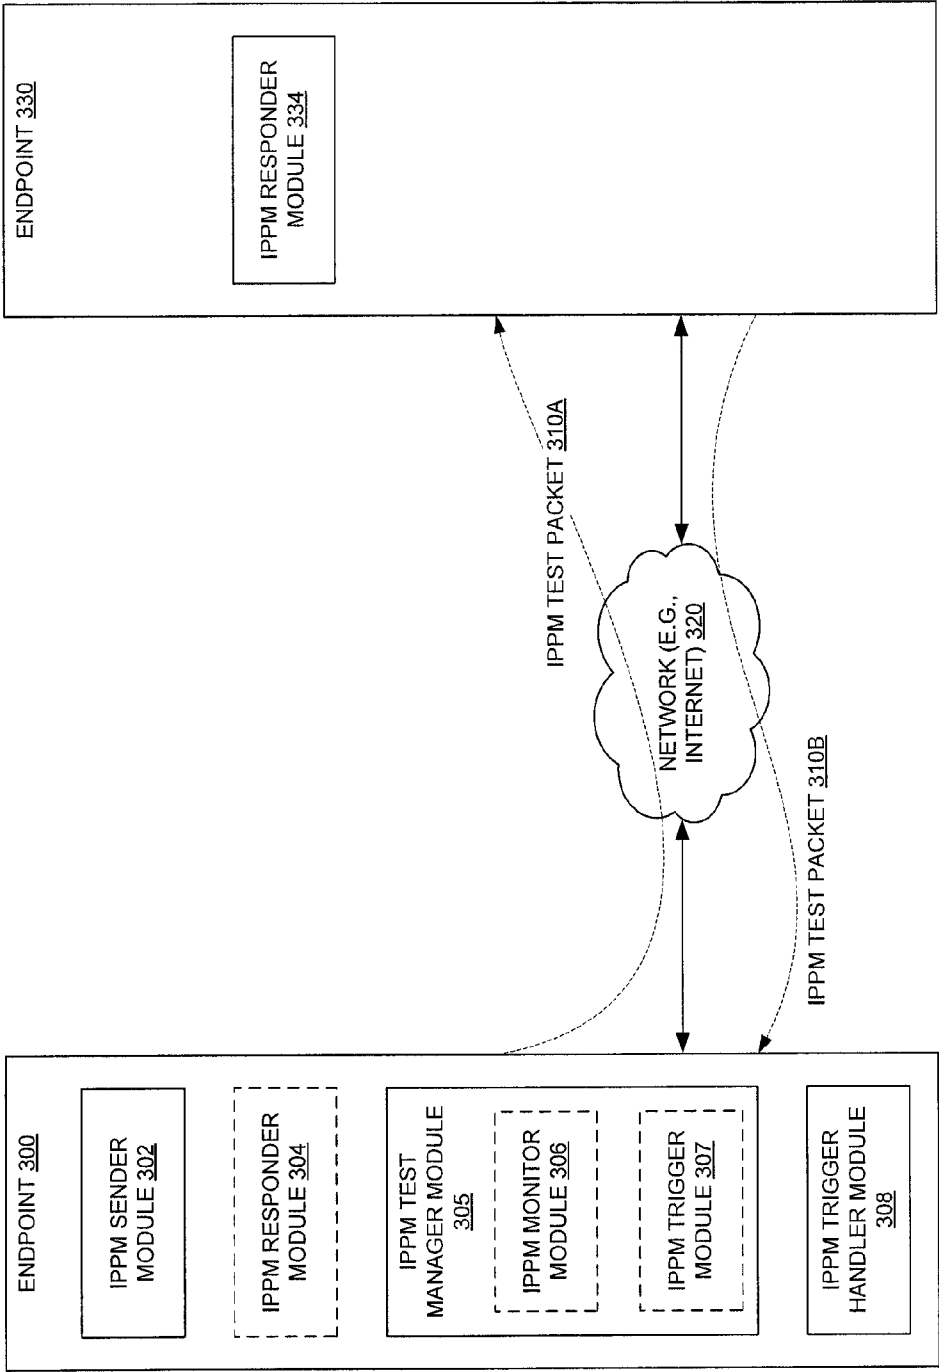 ENDPOINT 300
IPPM SENDER
MODULE 302
IPPM RESPONDER
MODULE 304
IPPM TEST
MANAGER MODULE
305
IPPM MONITOR
MODULE 306
IPPM TRIGGER
MODULE 307
IPPM TRIGGER
HANDLER MODULE
308
IPPM TEST PACKET 310A
NETWORK (E.G.,
INTERNET) 320
IPPM TEST PACKET 310B
ENDPOINT 330
IPPM RESPONDER
MODULE 334